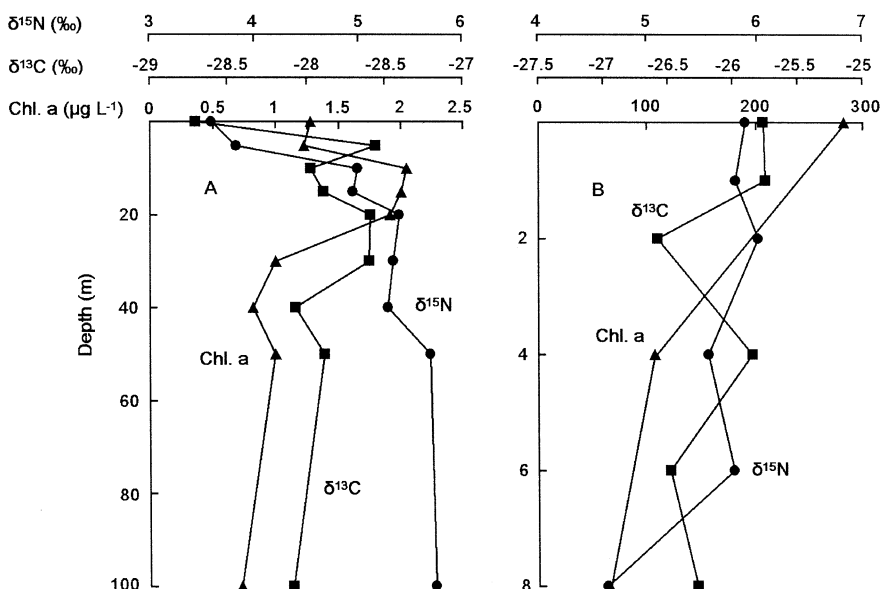 δ¹⁵N (‰) 3 4 5 6 4 5 6 7
δ¹³C (‰) -29 -28.5 -28 -28.5 -27 -27.5 -27 -26.5 -26 -25.5 -25
Chl. a (µg L⁻¹) 0 0.5 1 1.5 2 2.5 0 100 200 300
A B
δ¹³C
20 2
Depth (m)
40 δ¹⁵N
Chl. a
Chl. a 4
60
δ¹³C δ¹⁵N
80 6
100 8